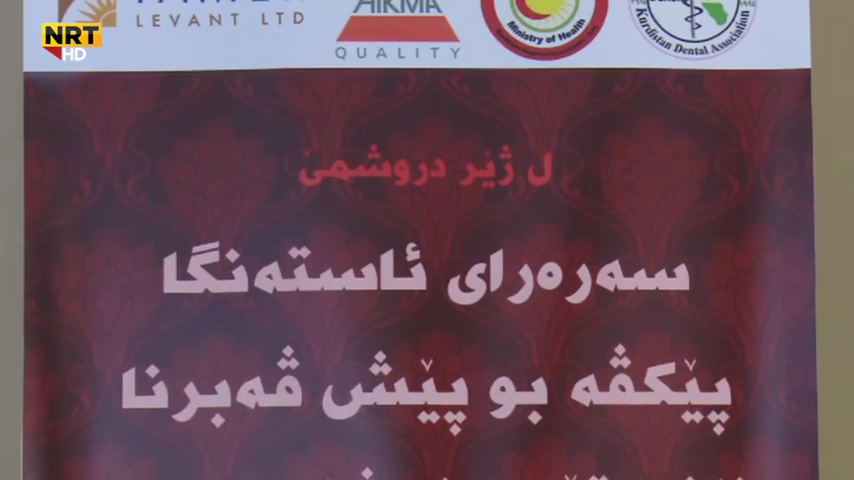 NRT
HD
LEVANT LTD
HIKMA
QUALITY
Ministry of Health
Kurdistan Dental Association
ل ژێر دروشمێ
سەرەرای ئاستەنگا
پێکڤە بو پێش ڤەبرنا